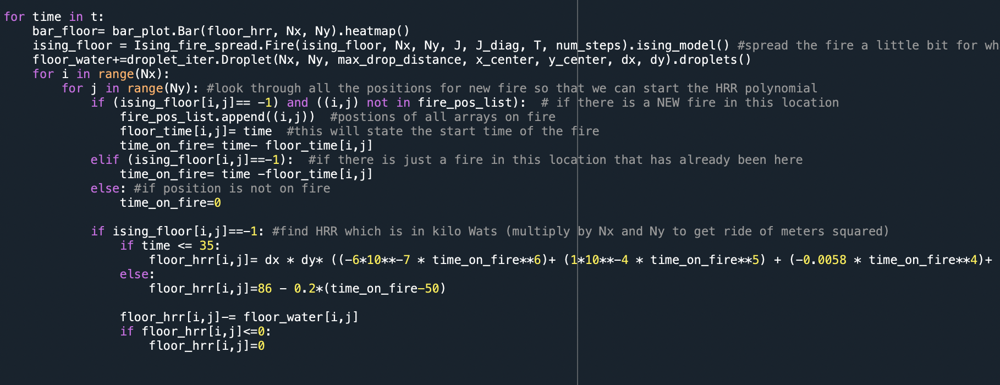 for time in t:
    bar_floor= bar_plot.Bar(floor_hrr, Nx, Ny).heatmap()
    ising_floor = Ising_fire_spread.Fire(ising_floor, Nx, Ny, J, J_diag, T, num_steps).ising_model() #spread the fire a little bit for wh
    floor_water+=droplet_iter.Droplet(Nx, Ny, max_drop_distance, x_center, y_center, dx, dy).droplets()
    for i in range(Nx):
        for j in range(Ny): #look through all the positions for new fire so that we can start the HRR polynomial
            if (ising_floor[i,j]== -1) and ((i,j) not in fire_pos_list):  # if there is a NEW fire in this location
                fire_pos_list.append((i,j))  #postions of all arrays on fire
                floor_time[i,j]= time  #this will state the start time of the fire
                time_on_fire= time- floor_time[i,j]
            elif (ising_floor[i,j]==-1):  #if there is just a fire in this location that has already been here
                time_on_fire= time -floor_time[i,j]
            else: #if position is not on fire
                time_on_fire=0

            if ising_floor[i,j]==-1: #find HRR which is in kilo Wats (multiply by Nx and Ny to get ride of meters squared)
                if time <= 35:
                    floor_hrr[i,j]= dx * dy* ((-6*10**-7 * time_on_fire**6)+ (1*10**-4 * time_on_fire**5) + (-0.0058 * time_on_fire**4)+
                else:
                    floor_hrr[i,j]=86 - 0.2*(time_on_fire-50)

                floor_hrr[i,j]-= floor_water[i,j]
                if floor_hrr[i,j]<=0:
                    floor_hrr[i,j]=0